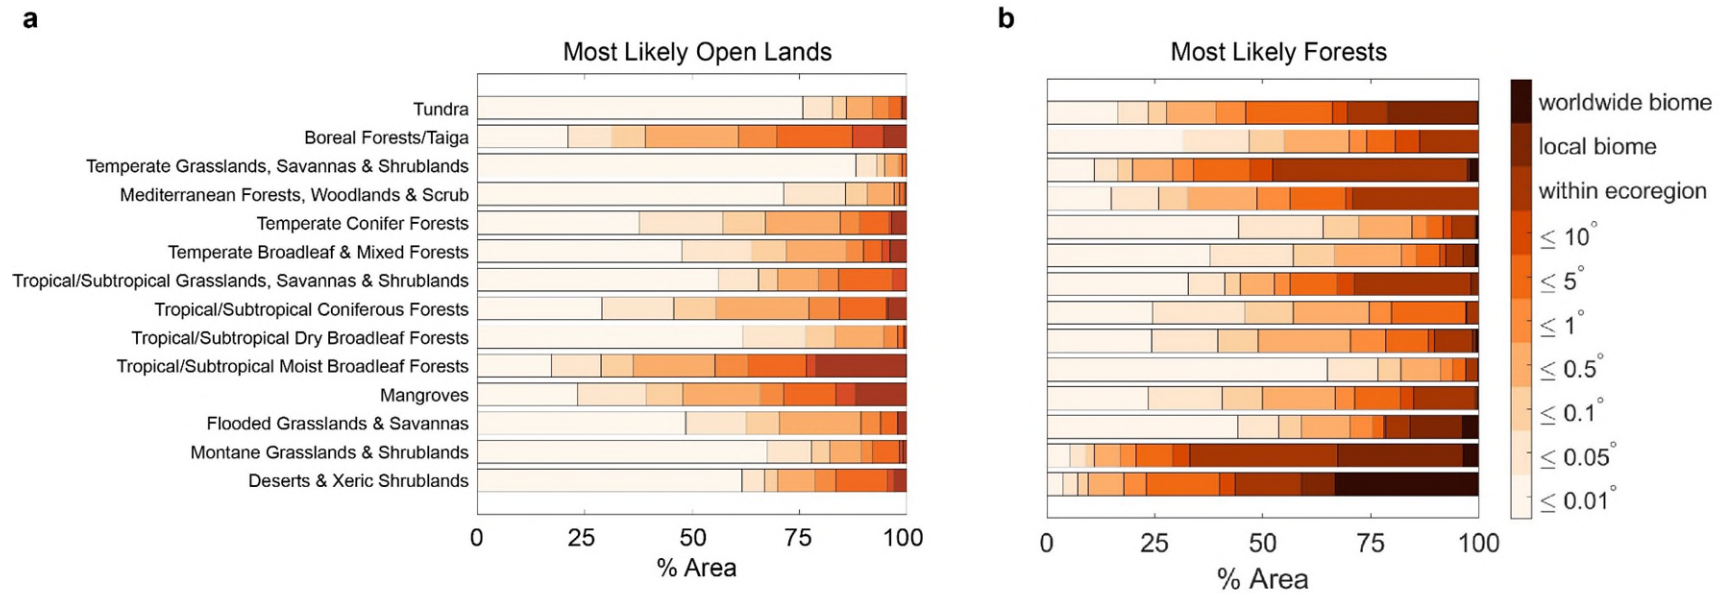 a
b
Most Likely Open Lands
Most Likely Forests
Tundra
Boreal Forests/Taiga
Temperate Grasslands, Savannas & Shrublands
Mediterranean Forests, Woodlands & Scrub
Temperate Conifer Forests
Temperate Broadleaf & Mixed Forests
Tropical/Subtropical Grasslands, Savannas & Shrublands
Tropical/Subtropical Coniferous Forests
Tropical/Subtropical Dry Broadleaf Forests
Tropical/Subtropical Moist Broadleaf Forests
Mangroves
Flooded Grasslands & Savannas
Montane Grasslands & Shrublands
Deserts & Xeric Shrublands
0 25 50 75 100
% Area
0 25 50 75 100
% Area
worldwide biome
local biome
within ecoregion
≤ 10°
≤ 5°
≤ 1°
≤ 0.5°
≤ 0.1°
≤ 0.05°
≤ 0.01°